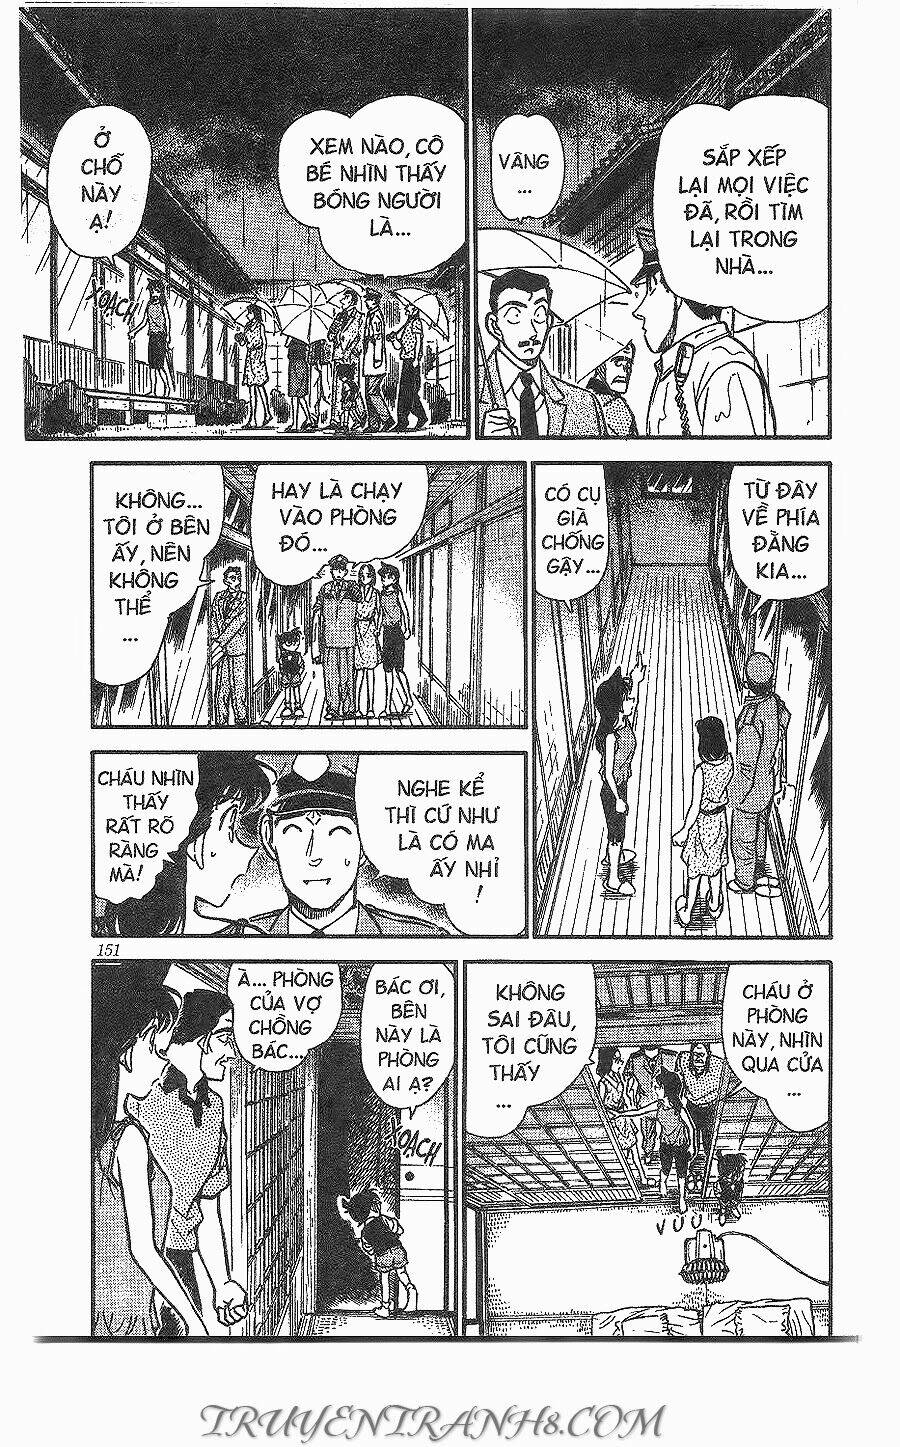 SẮP XẾP
LẠI MỌI VIỆC
ĐÃ, RỒI TÌM
LẠI TRONG
NHÀ...
VÂNG
...
XEM NÀO, CÔ
BÉ NHÌN THẤY
BÓNG NGƯỜI
LÀ...
Ở
CHỖ
NÀY
Ạ!
XOẠCH
TỪ ĐÂY
VỀ PHÍA
ĐẰNG
KIA...
CÓ CỤ
GIÀ
CHỐNG
GẬY...
HAY LÀ CHẠY
VÀO PHÒNG
ĐÓ...
KHÔNG...
TÔI Ở BÊN
ẤY, NÊN
KHÔNG
THỂ
...
NGHE KỂ
THÌ CỨ NHƯ
LÀ CÓ MA
ẤY NHỈ
!
CHÁU NHÌN
THẤY
RẤT RÕ
RÀNG
MÀ!
151
CHÁU Ở
PHÒNG
NÀY, NHÌN
QUA CỬA
...
KHÔNG
SAI ĐÂU,
TÔI CŨNG
THẤY
...
VÙ Ù
BÁC ƠI,
BÊN
NÀY LÀ
PHÒNG
AI Ạ?
XOẠCH
À... PHÒNG
CỦA VỢ
CHỒNG
BÁC...
TRUYENTRANH8.COM